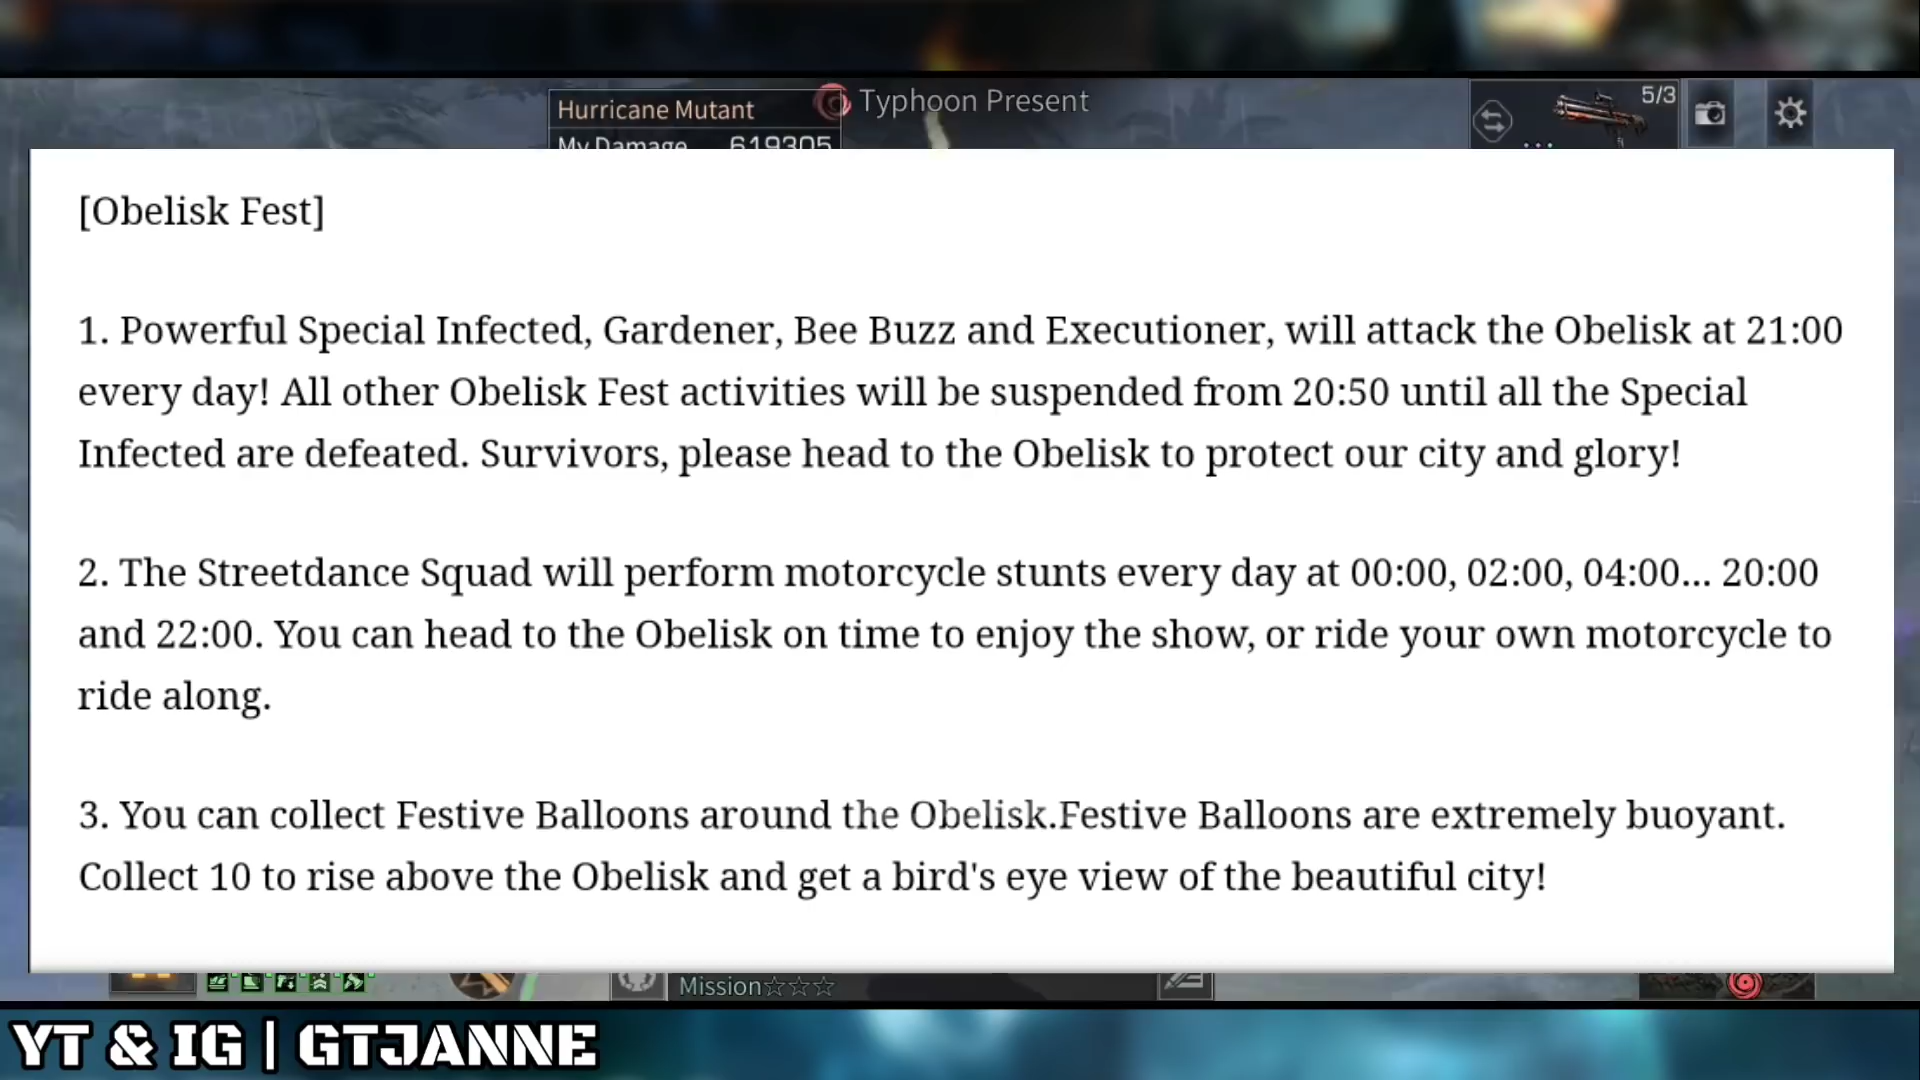 Hurricane Mutant
Typhoon Present
5/3
My Damage 619305
[Obelisk Fest]
1. Powerful Special Infected, Gardener, Bee Buzz and Executioner, will attack the Obelisk at 21:00
every day! All other Obelisk Fest activities will be suspended from 20:50 until all the Special
Infected are defeated. Survivors, please head to the Obelisk to protect our city and glory!
2. The Streetdance Squad will perform motorcycle stunts every day at 00:00, 02:00, 04:00... 20:00
and 22:00. You can head to the Obelisk on time to enjoy the show, or ride your own motorcycle to
ride along.
3. You can collect Festive Balloons around the Obelisk.Festive Balloons are extremely buoyant.
Collect 10 to rise above the Obelisk and get a bird's eye view of the beautiful city!
Mission☆☆☆
YT & IG | GTJANNE